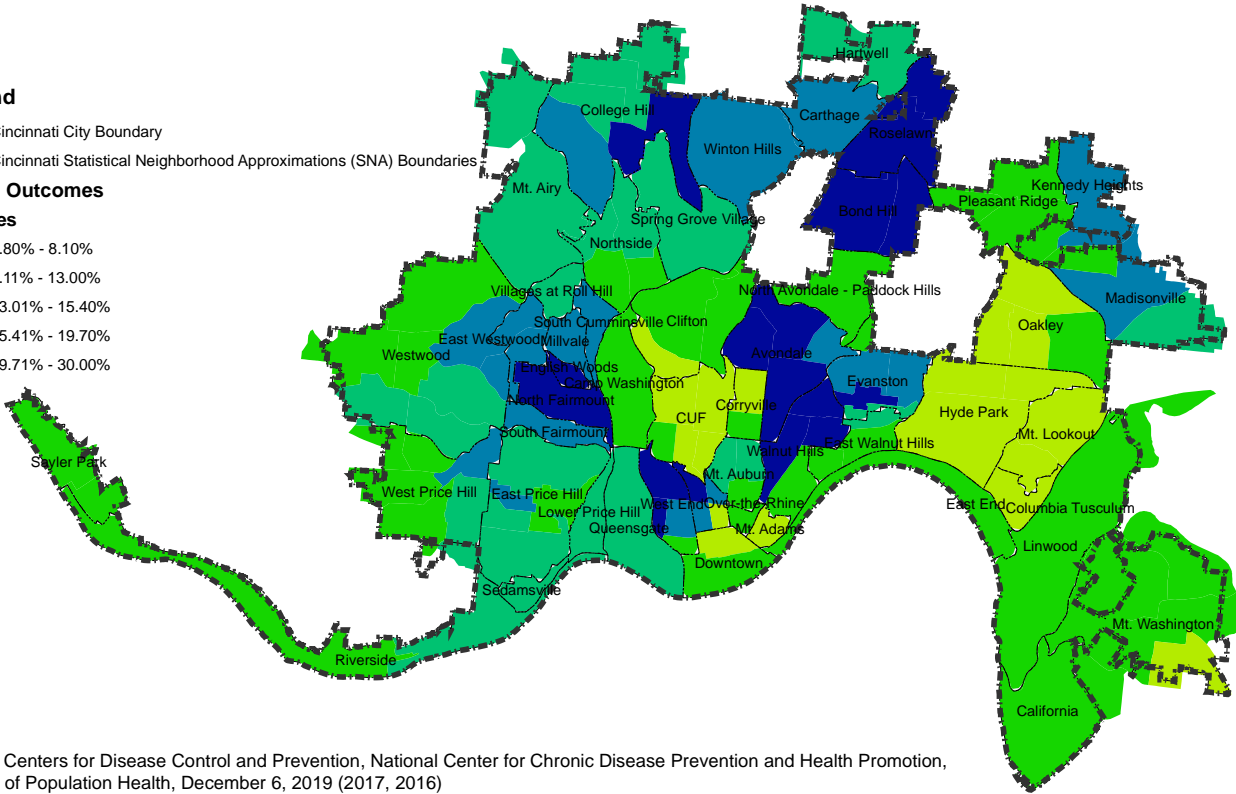 nd
Cincinnati City Boundary
Cincinnati Statistical Neighborhood Approximations (SNA) Boundaries
Outcomes
es
.80% - 8.10%
.11% - 13.00%
3.01% - 15.40%
5.41% - 19.70%
9.71% - 30.00%
Hartwell
College Hill
Carthage
Roselawn
Winton Hills
Mt. Airy
Kennedy Heights
Pleasant Ridge
Bond Hill
Spring Grove Village
Northside
Villages at Roll Hill
North Avondale - Paddock Hills
Madisonville
South Cumminsville
Clifton
Oakley
East Westwood
Millvale
Westwood
Avondale
English Woods
Camp Washington
Evanston
North Fairmount
Corryville
Hyde Park
CUF
South Fairmount
Mt. Lookout
Walnut Hills
East Walnut Hills
Sayler Park
Mt. Auburn
West Price Hill
East Price Hill
Lower Price Hill
West End
Over-the-Rhine
East End
Columbia Tusculum
Queensgate
Mt. Adams
Linwood
Downtown
Sedamsville
Mt. Washington
Riverside
California
Centers for Disease Control and Prevention, National Center for Chronic Disease Prevention and Health Promotion,
of Population Health, December 6, 2019 (2017, 2016)